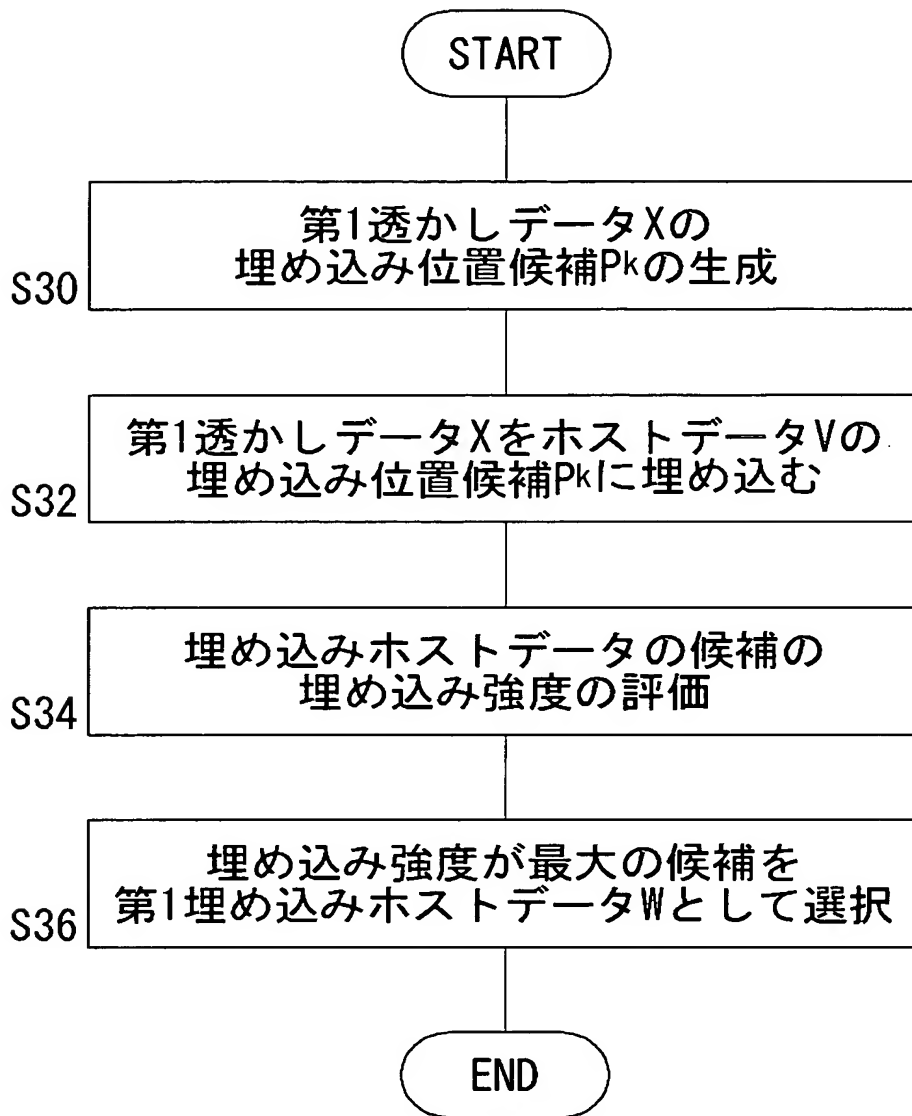 START
第1透かしデータXの
埋め込み位置候補Pkの生成
S30
第1透かしデータXをホストデータVの
埋め込み位置候補Pkに埋め込む
S32
埋め込みホストデータの候補の
埋め込み強度の評価
S34
埋め込み強度が最大の候補を
第1埋め込みホストデータWとして選択
S36
END